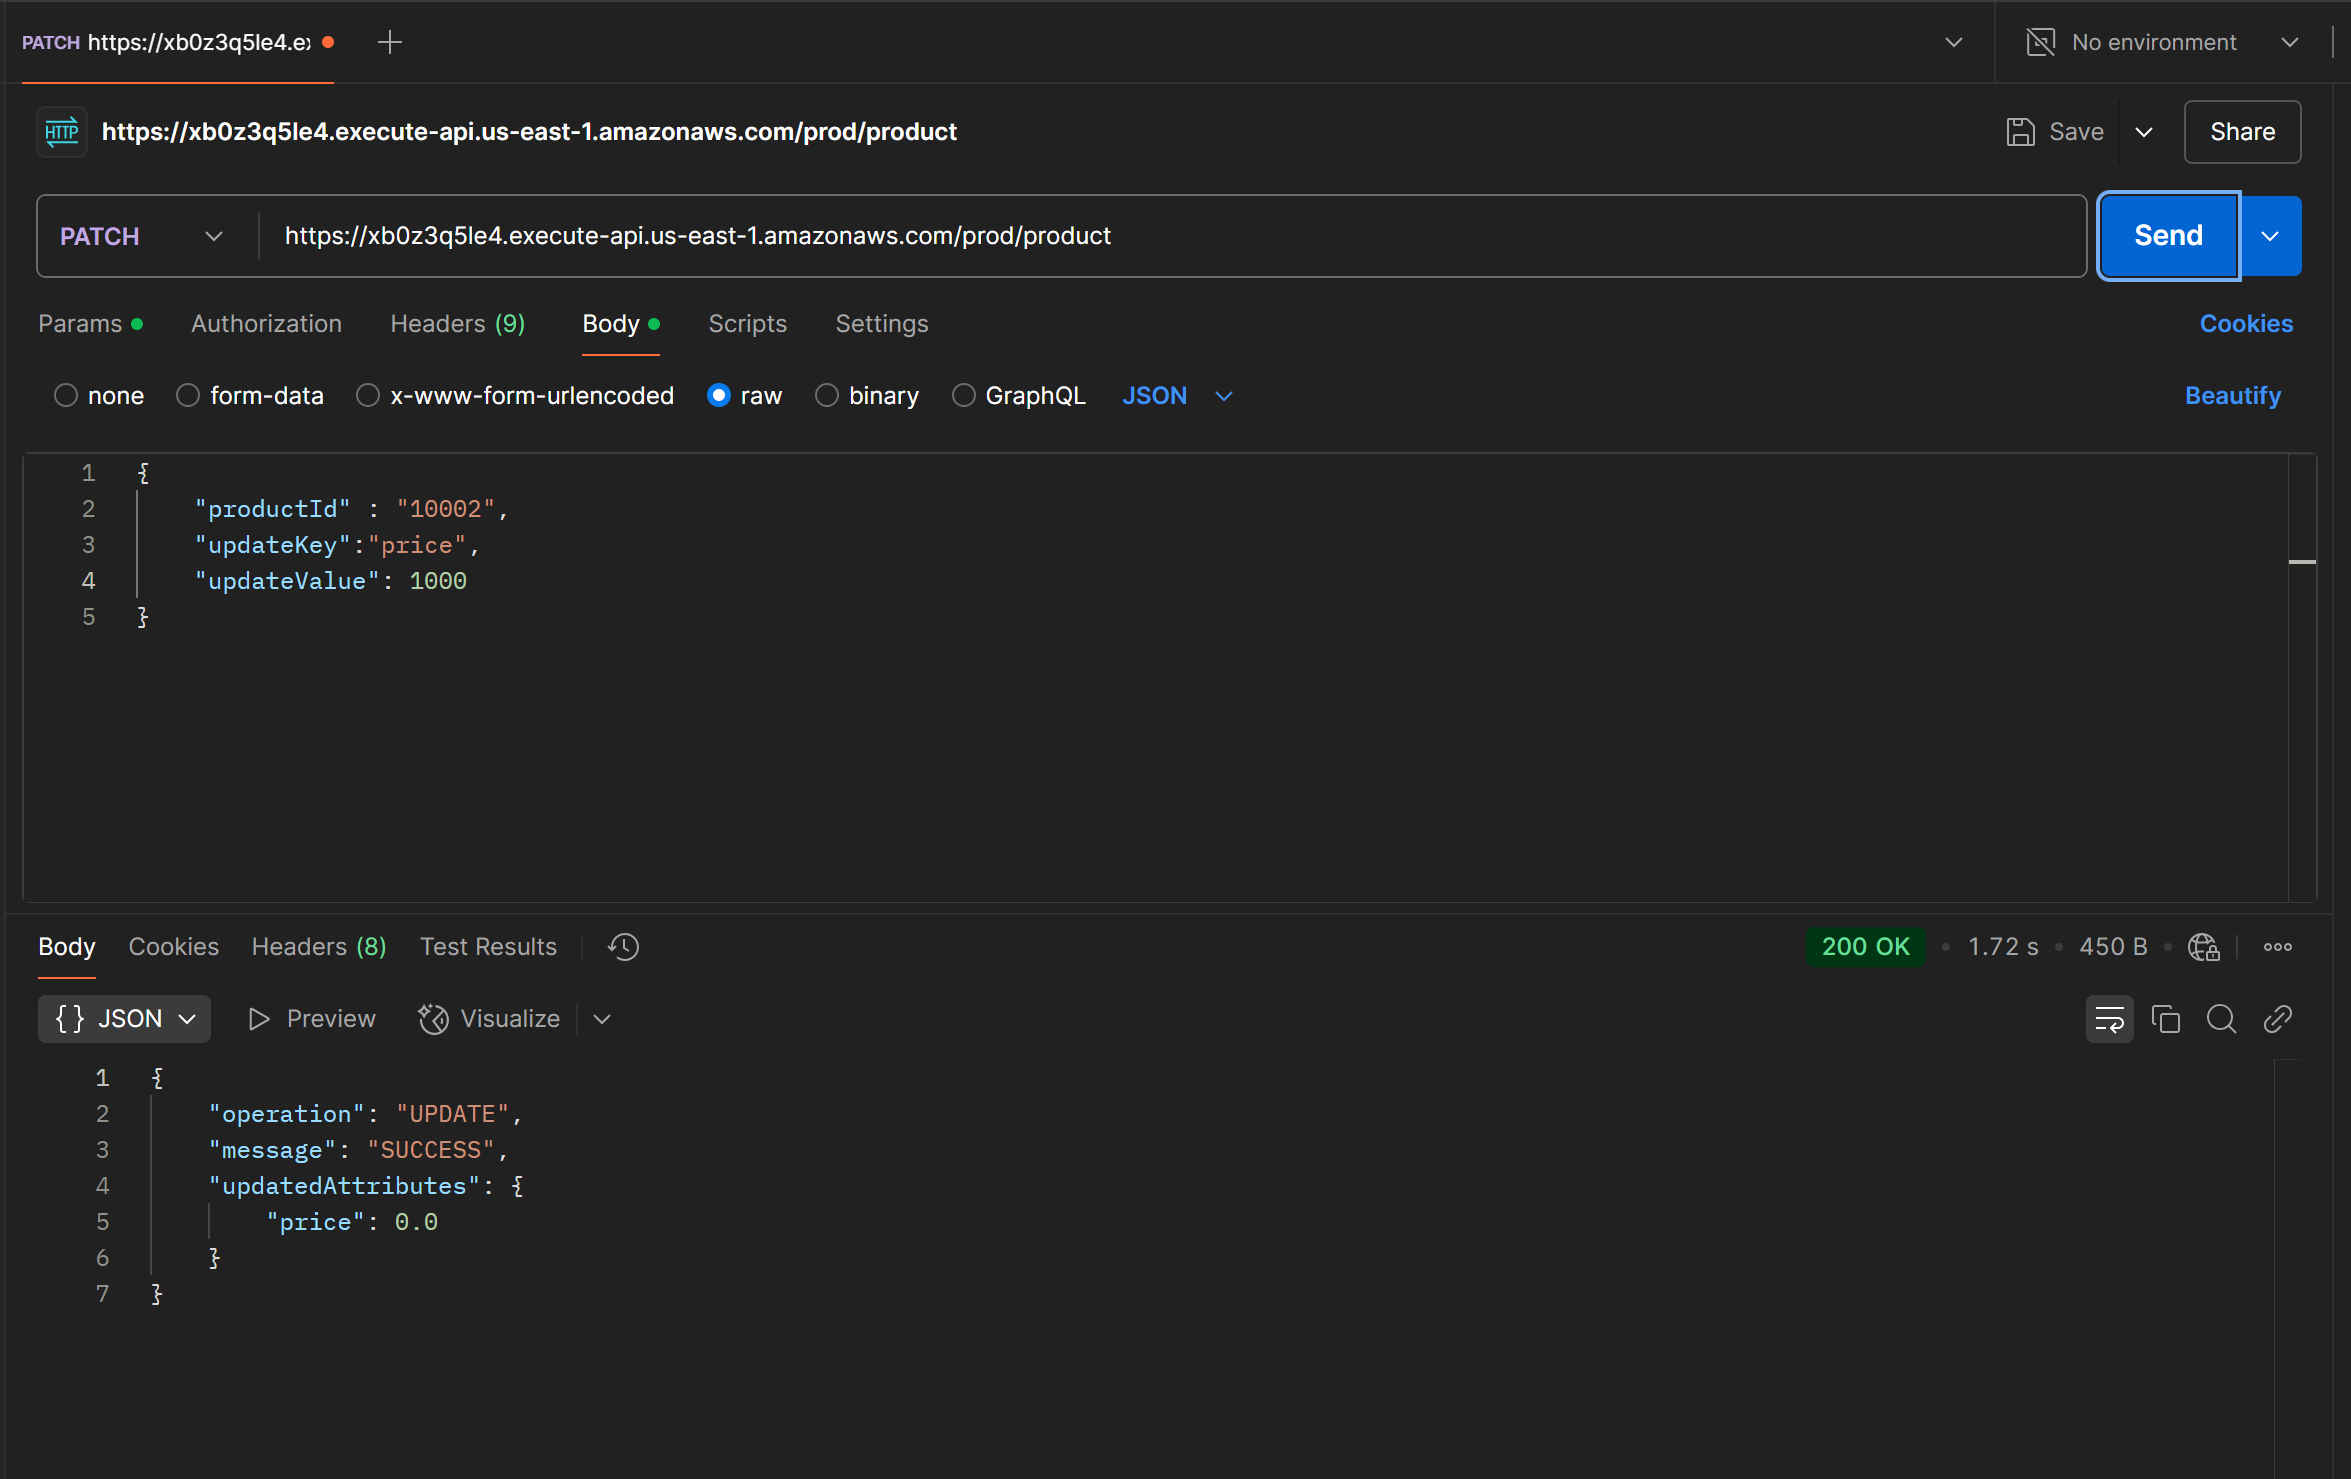 PATCH https://xb0z3q5le4.ex
No environment
HTTP https://xb0z3q5le4.execute-api.us-east-1.amazonaws.com/prod/product
Save
Share
PATCH https://xb0z3q5le4.execute-api.us-east-1.amazonaws.com/prod/product
Send
Params Authorization Headers (9) Body Scripts Settings Cookies
none form-data x-www-form-urlencoded raw binary GraphQL JSON Beautify
1 {
2 "productId" : "10002",
3 "updateKey":"price",
4 "updateValue": 1000
5 }
Body Cookies Headers (8) Test Results 200 OK • 1.72 s • 450 B •
{} JSON Preview Visualize
1 {
2 "operation": "UPDATE",
3 "message": "SUCCESS",
4 "updatedAttributes": {
5 "price": 0.0
6 }
7 }